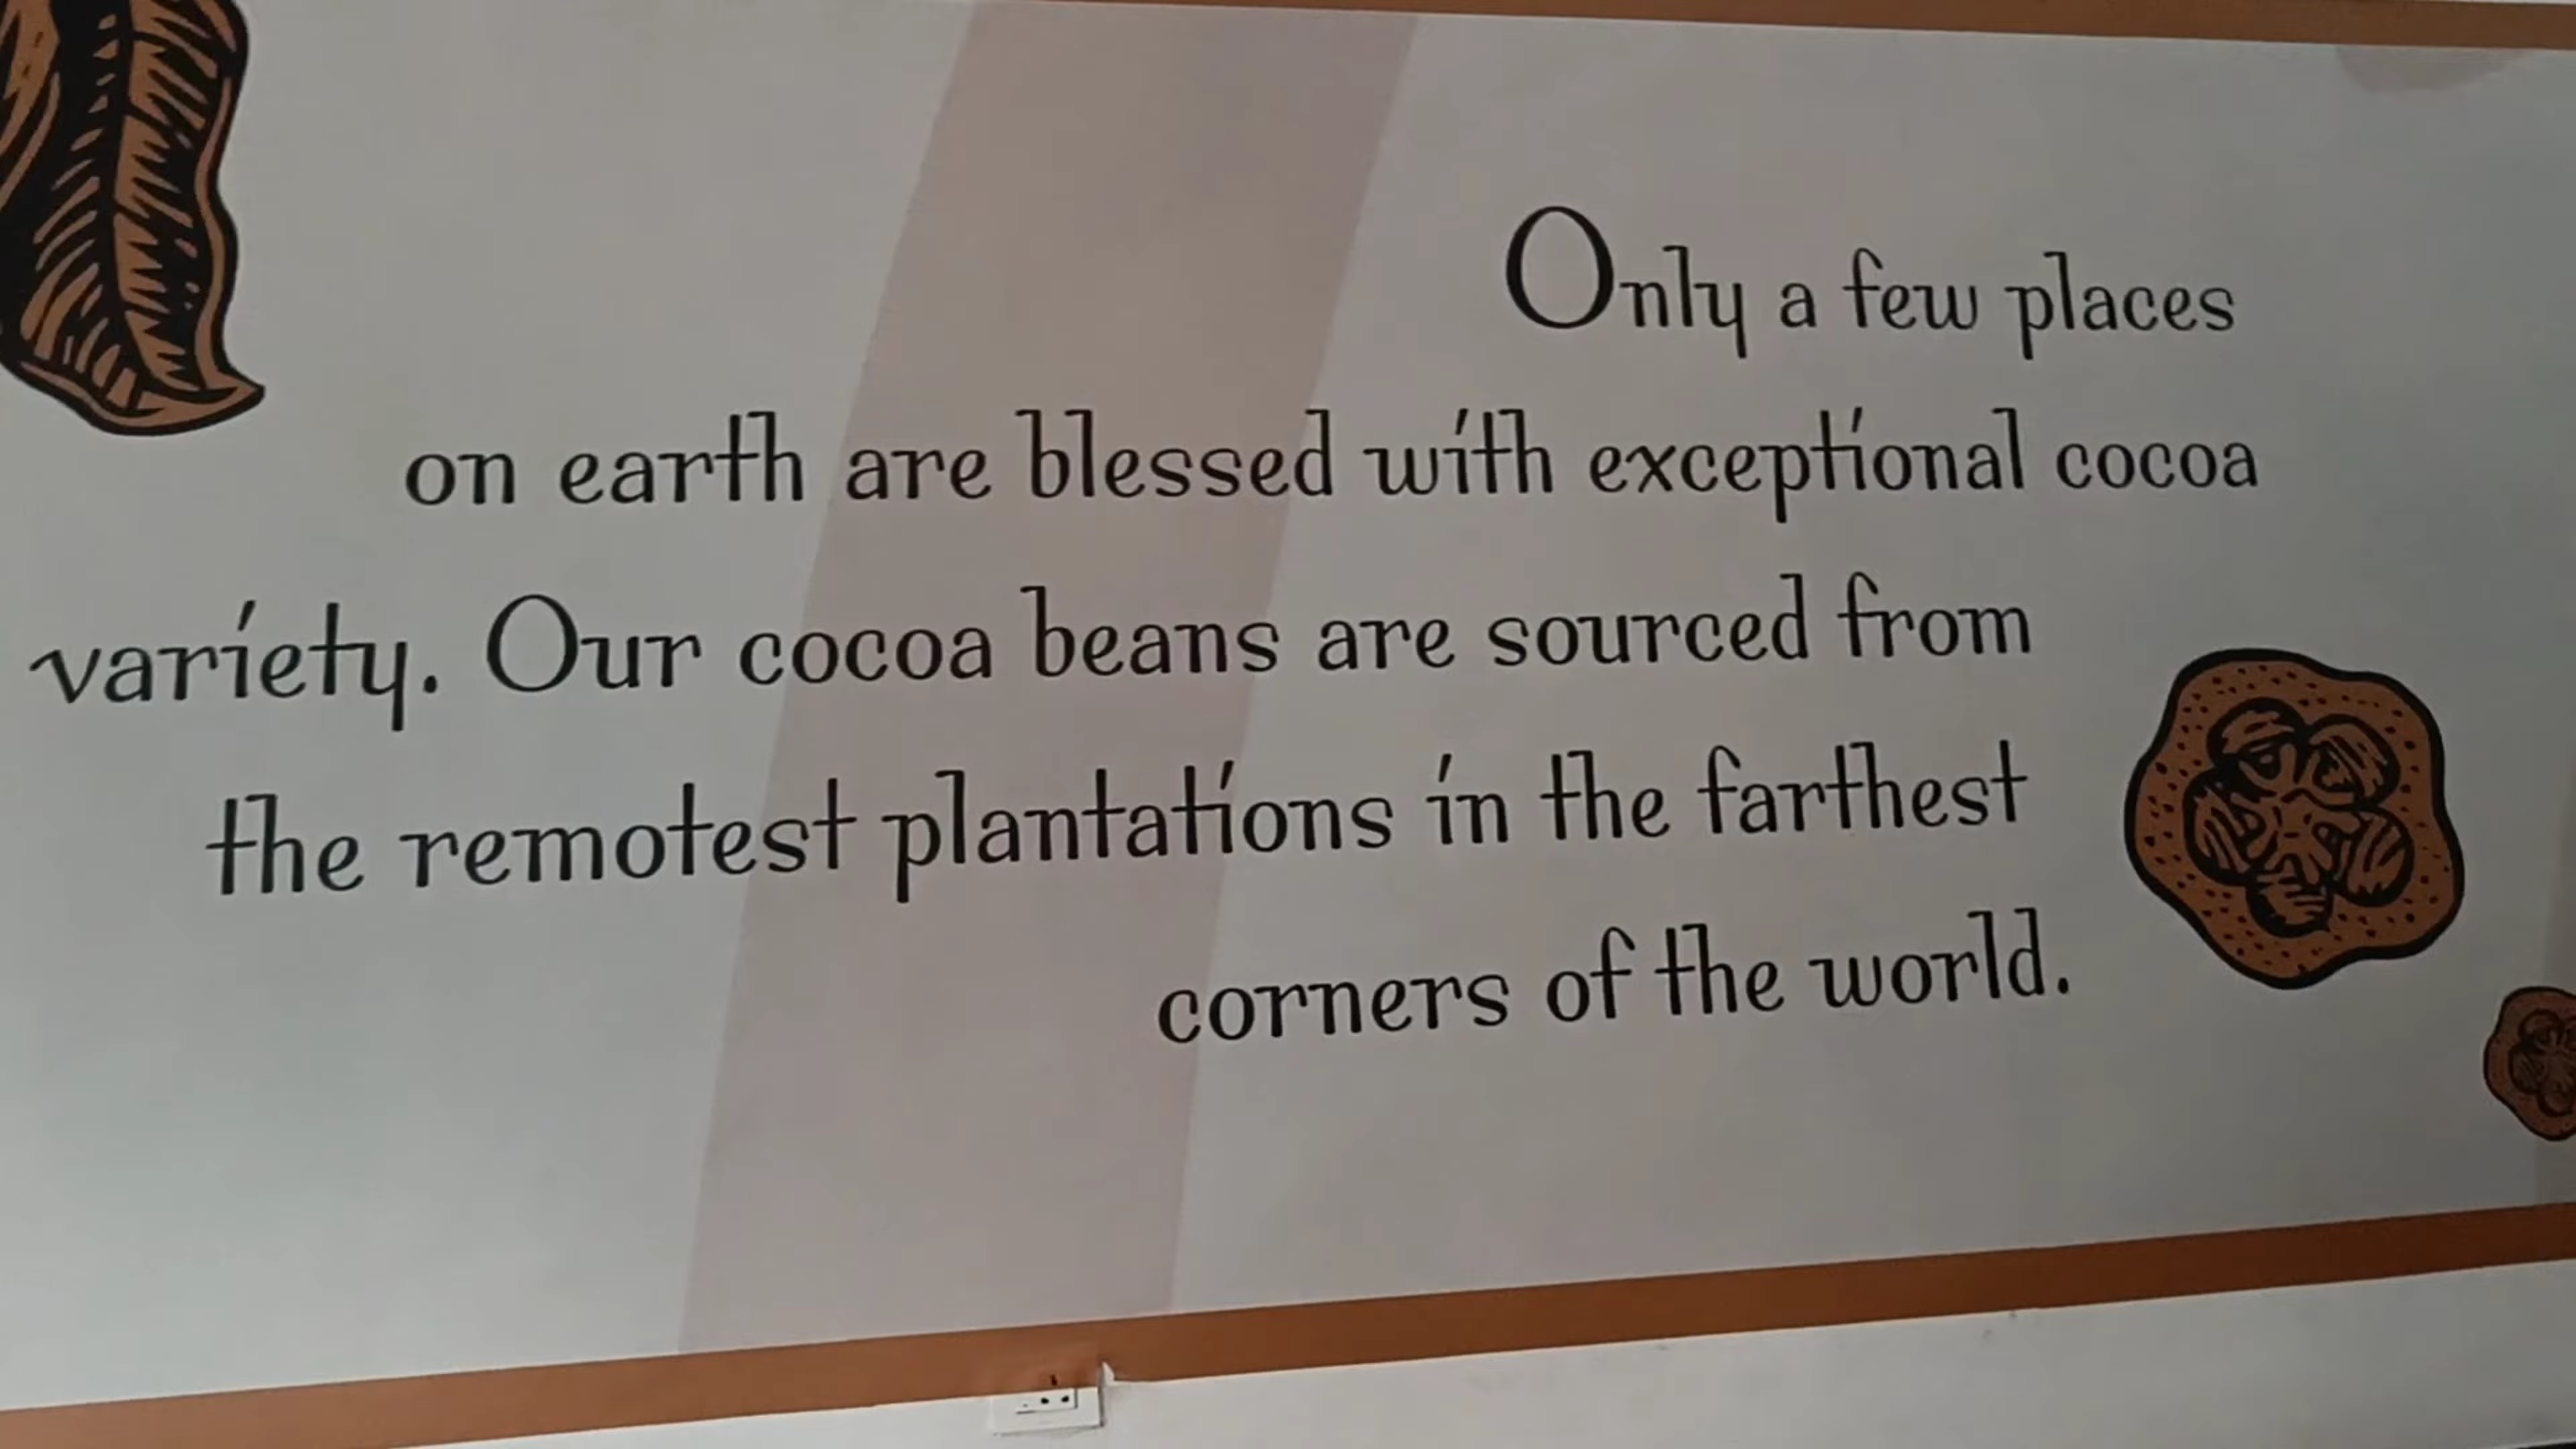 Only a few places
on earth are blessed with exceptional cocoa
variety. Our cocoa beans are sourced from
the remotest plantations in the farthest
corners of the world.